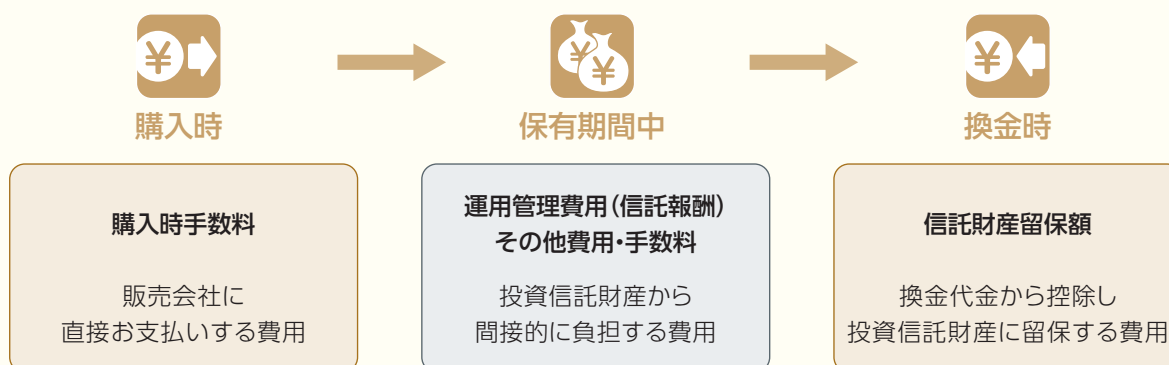 購入時
保有期間中
換金時
購入時手数料
販売会社に
直接お支払いする費用
運用管理費用(信託報酬)
その他費用・手数料
投資信託財産から
間接的に負担する費用
信託財産留保額
換金代金から控除し
投資信託財産に留保する費用